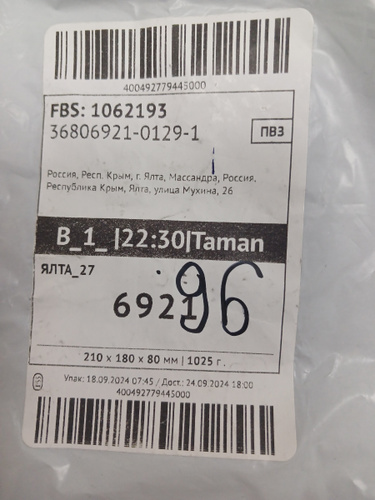 400492779445000
FBS: 1062193
36806921-0129-1
ПВЗ
Россия, Респ. Крым, г. Ялта, Массандра, Россия.
Республика Крым, Ялта, улица Мухина, 26
B_1_ |22:30|Taman
ЯЛТА_27
6921
96
210 x 180 x 80 мм | 1025 г.
Упак: 18.09.2024 07:45 / Дост.: 24.09.2024 18:00
400492779445000